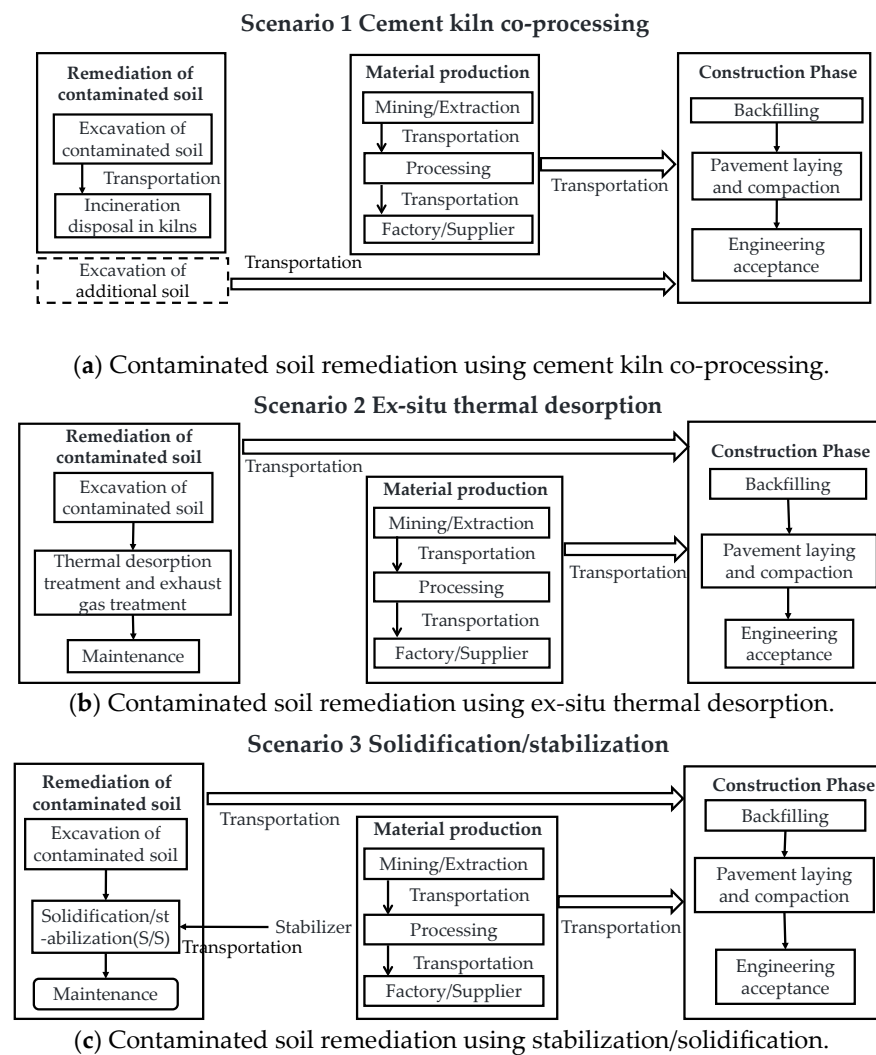 Scenario 1 Cement kiln co-processing
Remediation of
contaminated soil
Excavation of
contaminated soil
Transportation
Incineration
disposal in kilns
Excavation of
additional soil
Transportation
Material production
Mining/Extraction
Transportation
Processing
Transportation
Factory/Supplier
Transportation
Construction Phase
Backfilling
Pavement laying
and compaction
Engineering
acceptance
(a) Contaminated soil remediation using cement kiln co-processing.
Scenario 2 Ex-situ thermal desorption
Remediation of
contaminated soil
Excavation of
contaminated soil
Thermal desorption
treatment and exhaust
gas treatment
Maintenance
Transportation
Material production
Mining/Extraction
Transportation
Processing
Transportation
Factory/Supplier
Transportation
Construction Phase
Backfilling
Pavement laying
and compaction
Engineering
acceptance
(b) Contaminated soil remediation using ex-situ thermal desorption.
Scenario 3 Solidification/stabilization
Remediation of
contaminated soil
Excavation of
contaminated soil
Solidification/st
-abilization(S/S)
Maintenance
Stabilizer
Transportation
Transportation
Material production
Mining/Extraction
Transportation
Processing
Transportation
Factory/Supplier
Transportation
Construction Phase
Backfilling
Pavement laying
and compaction
Engineering
acceptance
(c) Contaminated soil remediation using stabilization/solidification.